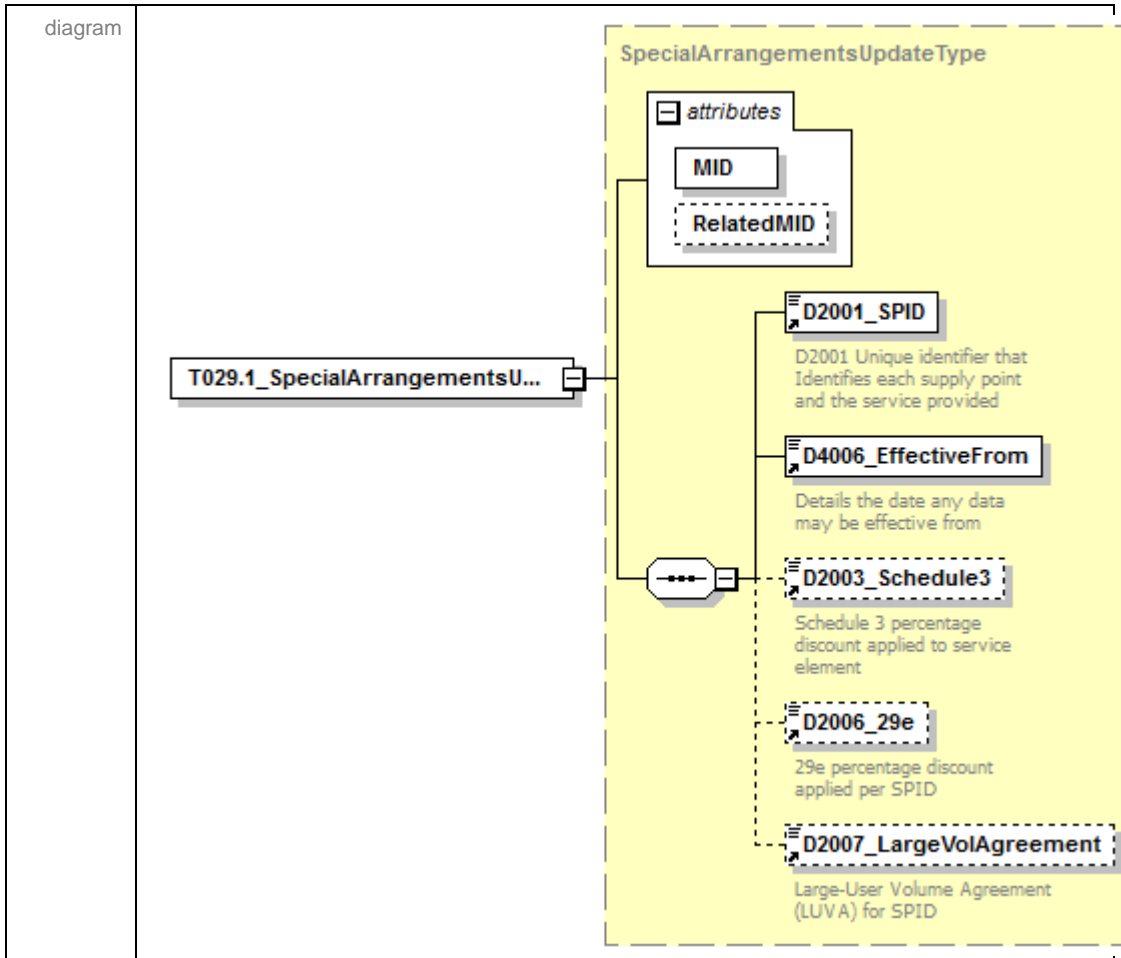 diagram
SpecialArrangementsUpdateType
attributes
MID
RelatedMID
T029.1_SpecialArrangementsU...
D2001_SPID
D2001 Unique identifier that
Identifies each supply point
and the service provided
D4006_EffectiveFrom
Details the date any data
may be effective from
D2003_Schedule3
Schedule 3 percentage
discount applied to service
element
D2006_29e
29e percentage discount
applied per SPID
D2007_LargeVolAgreement
Large-User Volume Agreement
(LUVA) for SPID